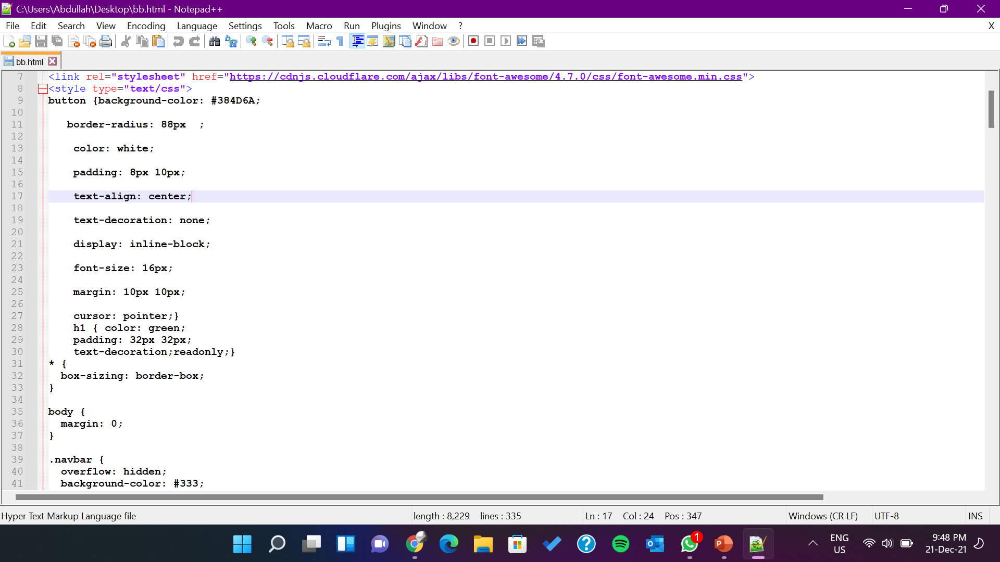 C:\Users\Abdullah\Desktop\bb.html - Notepad++
File Edit Search View Encoding Language Settings Tools Macro Run Plugins Window ? X
bb.html
7 <link rel="stylesheet" href="https://cdnjs.cloudflare.com/ajax/libs/font-awesome/4.7.0/css/font-awesome.min.css">
8 <style type="text/css">
9 button {background-color: #384D6A;
10
11 border-radius: 88px ;
12
13 color: white;
14
15 padding: 8px 10px;
16
17 text-align: center;
18
19 text-decoration: none;
20
21 display: inline-block;
22
23 font-size: 16px;
24
25 margin: 10px 10px;
26
27 cursor: pointer;}
28 h1 { color: green;
29 padding: 32px 32px;
30 text-decoration;readonly;}
31 * {
32 box-sizing: border-box;
33 }
34
35 body {
36 margin: 0;
37 }
38
39 .navbar {
40 overflow: hidden;
41 background-color: #333;
Hyper Text Markup Language file length : 8,229 lines : 335 Ln : 17 Col : 24 Pos : 347 Windows (CR LF) UTF-8 INS
1
ENG
US
9:48 PM
21-Dec-21